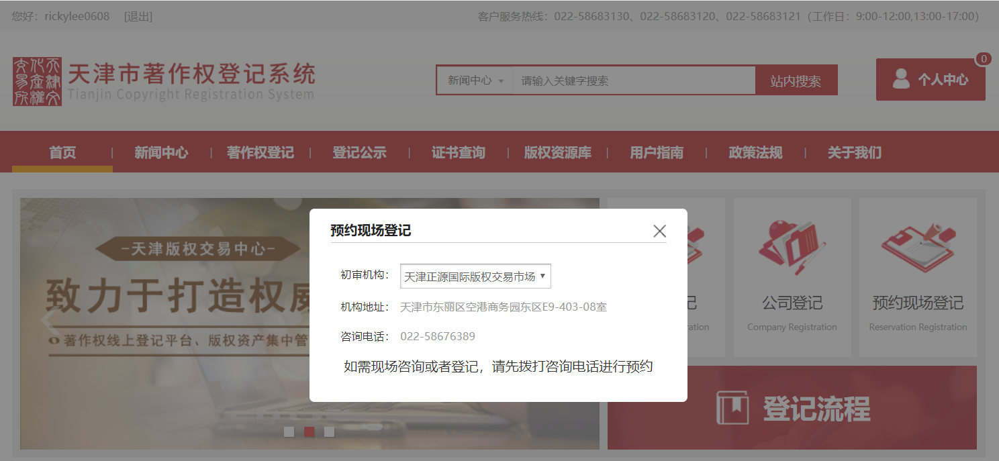 您好：rickylee0608 [退出]
客户服务热线：022-58683130、022-58683120、022-58683121（工作日：9:00-12:00,13:00-17:00）
天津文化产權交易所
天津市著作权登记系统
Tianjin Copyright Registration System
新闻中心 请输入关键字搜索 站内搜索
个人中心 0
首页 | 新闻中心 | 著作权登记 | 登记公示 | 证书查询 | 版权资源库 | 用户指南 | 政策法规 | 关于我们
-天津版权交易中心-
致力于打造权威
著作权线上登记平台、版权资产集中管
预约现场登记
初审机构： 天津正源国际版权交易市场
机构地址： 天津市东丽区空港商务园东区E9-403-08室
咨询电话： 022-58676389
如需现场咨询或者登记，请先拨打咨询电话进行预约
记
ration
公司登记
Company Registration
预约现场登记
Reservation Registration
登记流程